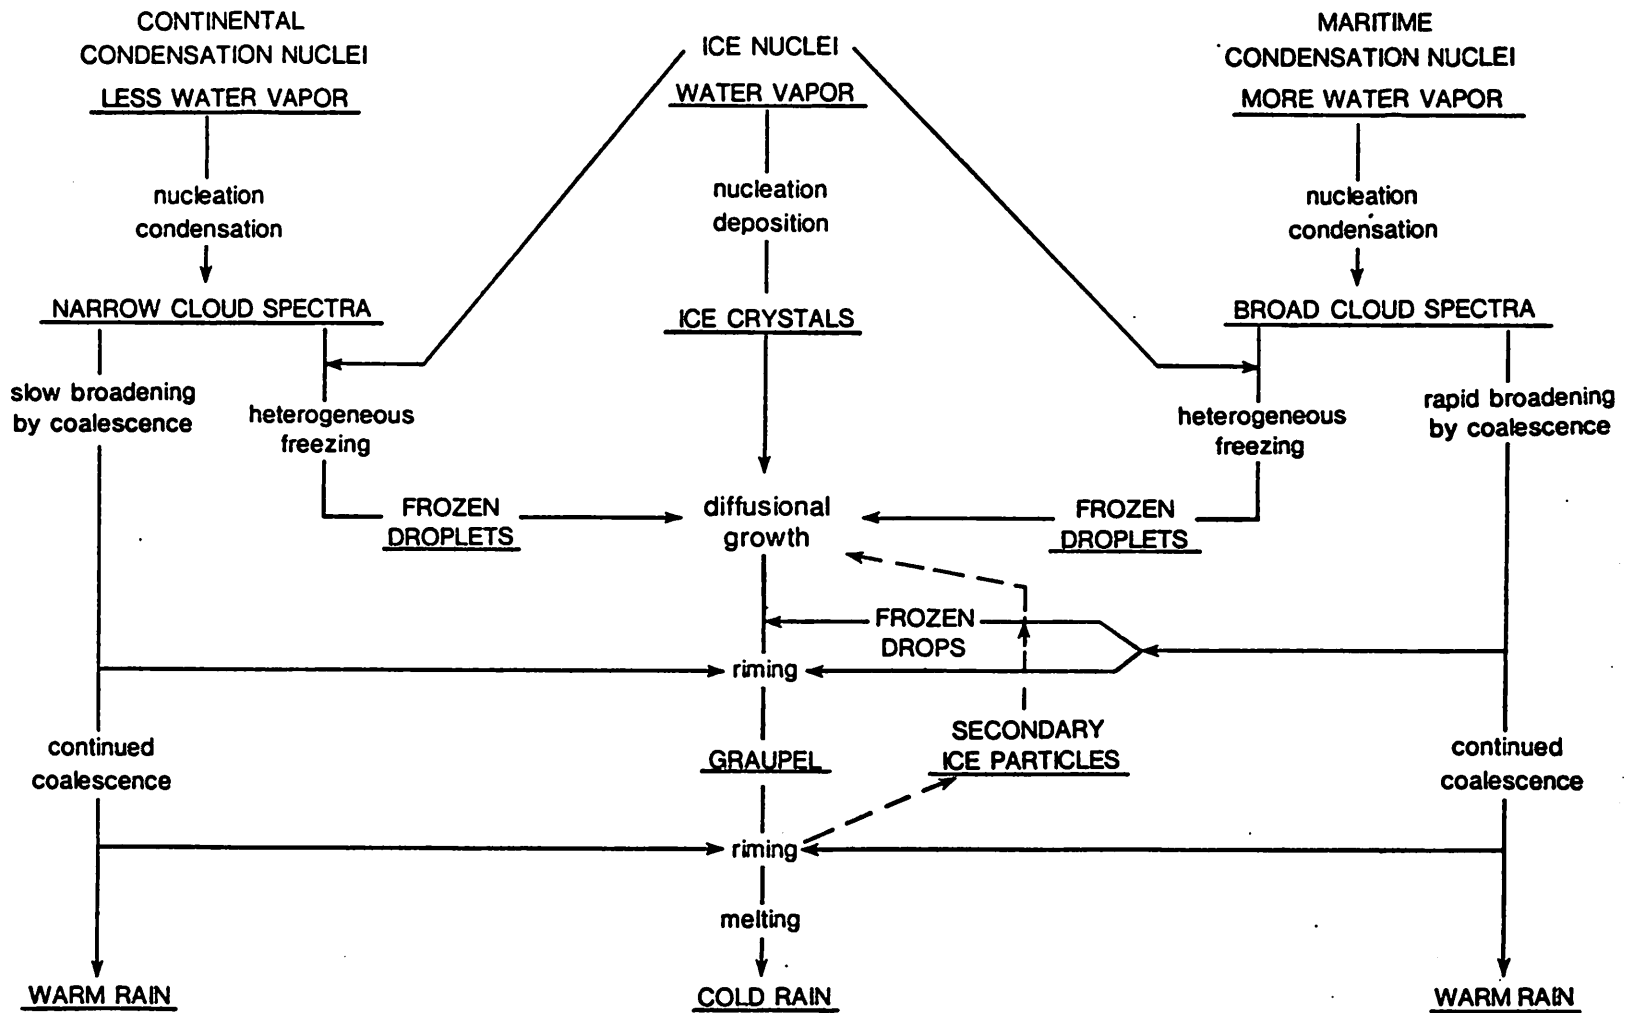 CONTINENTAL
CONDENSATION NUCLEI
LESS WATER VAPOR
ICE NUCLEI
WATER VAPOR
MARITIME
CONDENSATION NUCLEI
MORE WATER VAPOR
nucleation
condensation
nucleation
deposition
nucleation
condensation
NARROW CLOUD SPECTRA
ICE CRYSTALS
BROAD CLOUD SPECTRA
slow broadening
by coalescence
heterogeneous
freezing
heterogeneous
freezing
rapid broadening
by coalescence
FROZEN
DROPLETS
diffusional
growth
FROZEN
DROPLETS
FROZEN
DROPS
riming
continued
coalescence
GRAUPEL
SECONDARY
ICE PARTICLES
continued
coalescence
riming
melting
WARM RAIN
COLD RAIN
WARM RAIN